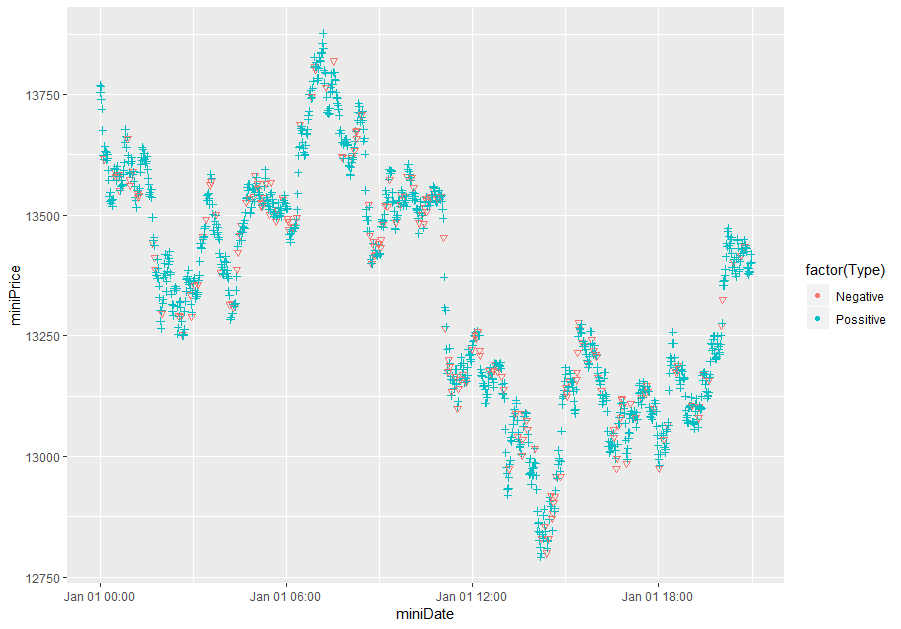 13750
13500
13250
13000
12750
miniPrice
Jan 01 00:00
Jan 01 06:00
Jan 01 12:00
Jan 01 18:00
miniDate
factor(Type)
Negative
Possitive